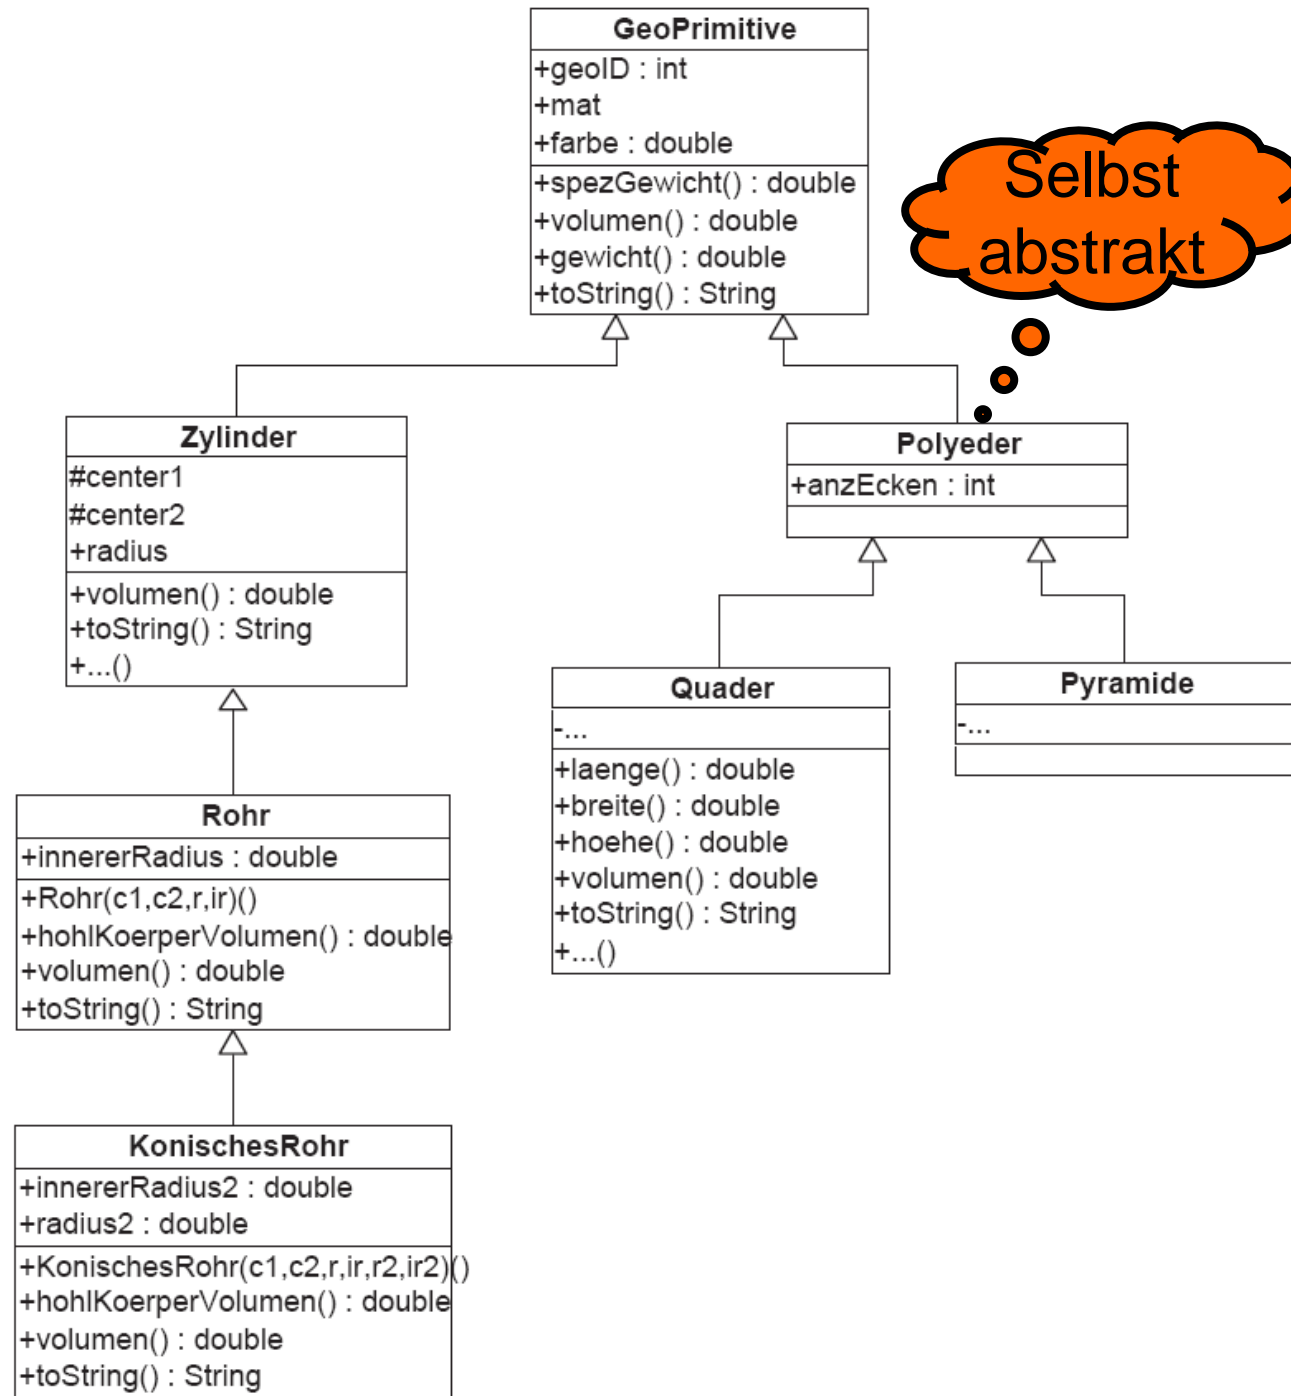 GeoPrimitive
+geoID : int
+mat
+farbe : double
+spezGewicht() : double
+volumen() : double
+gewicht() : double
+toString() : String
Selbst
abstrakt
Zylinder
#center1
#center2
+radius
+volumen() : double
+toString() : String
+...()
Polyeder
+anzEcken : int
Quader
-...
+laenge() : double
+breite() : double
+hoehe() : double
+volumen() : double
+toString() : String
+...()
Pyramide
-...
Rohr
+innererRadius : double
+Rohr(c1,c2,r,ir)()
+hohlKoerperVolumen() : double
+volumen() : double
+toString() : String
KonischesRohr
+innererRadius2 : double
+radius2 : double
+KonischesRohr(c1,c2,r,ir,r2,ir2)()
+hohlKoerperVolumen() : double
+volumen() : double
+toString() : String